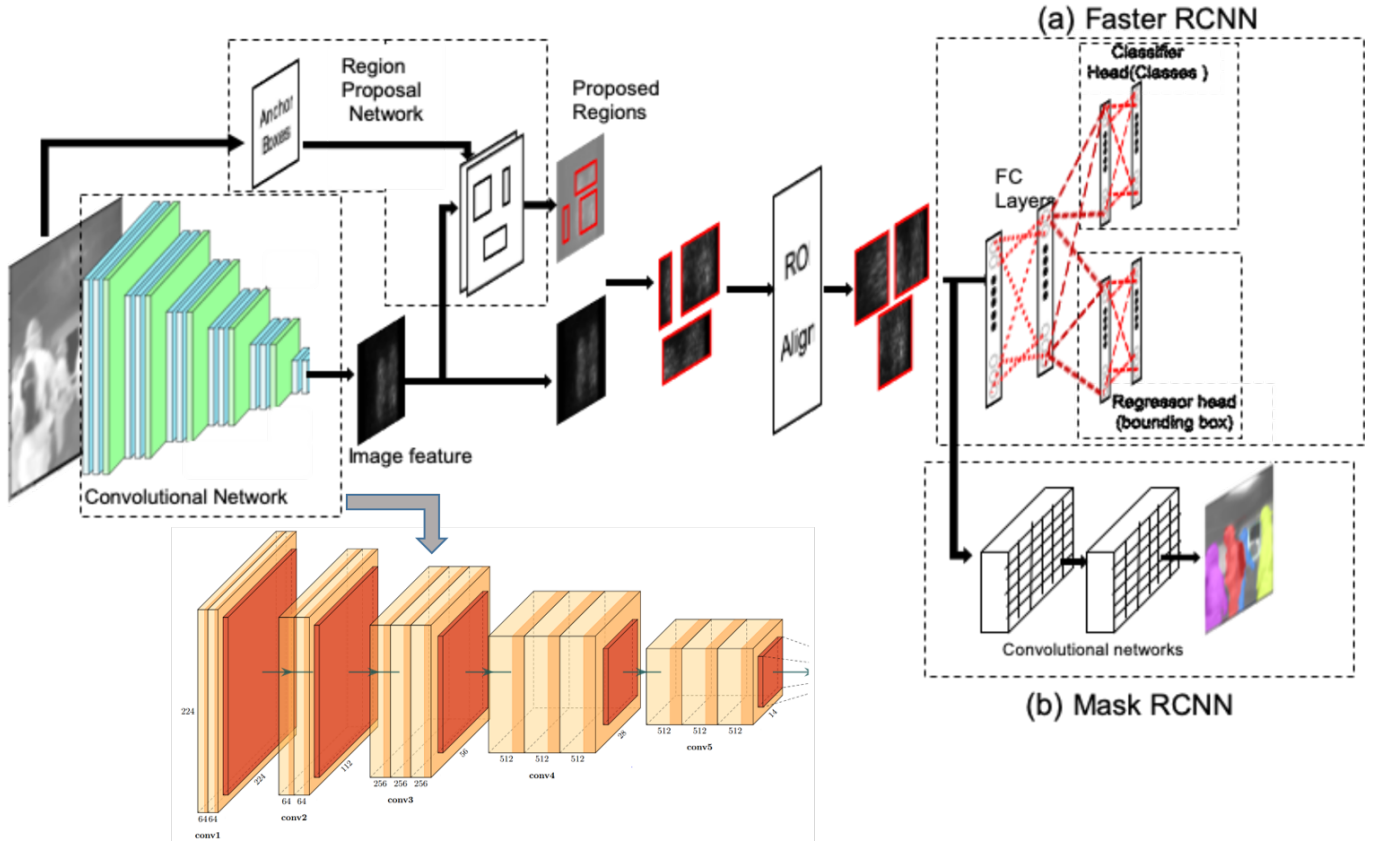 (a) Faster RCNN
Classifier
Head(Classes )
Region
Proposal
Network
Anchor
Boxes
Proposed
Regions
FC
Layers
RO
Align
Regressor head
(bounding box)
Image feature
Convolutional Network
Convolutional networks
(b) Mask RCNN
224
224
64 64
conv1
112
64 64
conv2
56
256 256 256
conv3
28
512 512 512
conv4
14
512 512 512
conv5